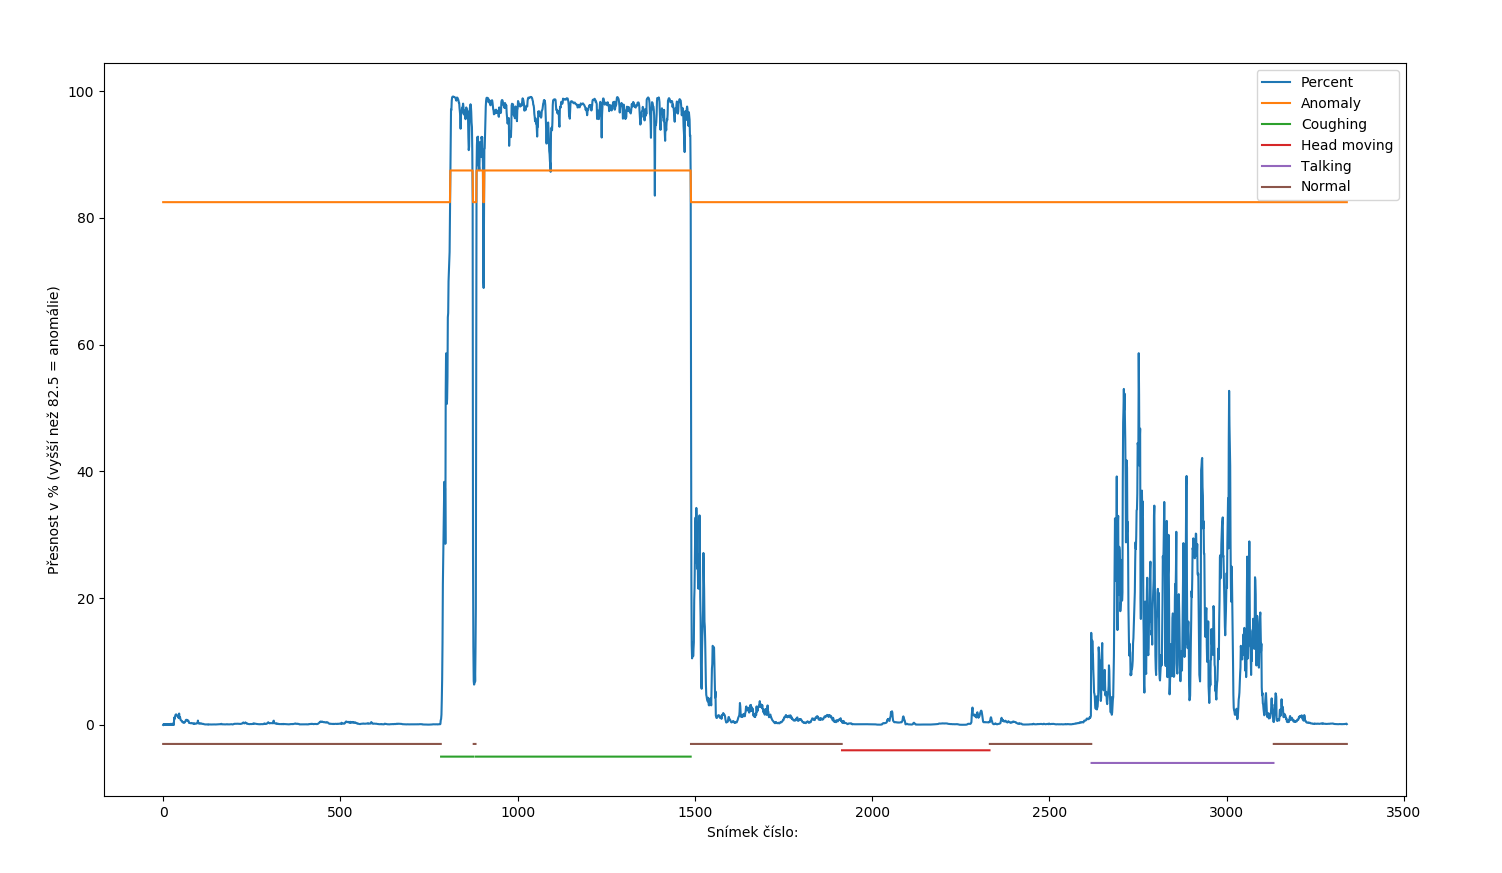 Percent
Anomaly
Coughing
Head moving
Talking
Normal
100
80
60
40
20
0
Přesnost v % (vyšší než 82.5 = anomálie)
0 500 1000 1500 2000 2500 3000 3500
Snímek číslo: